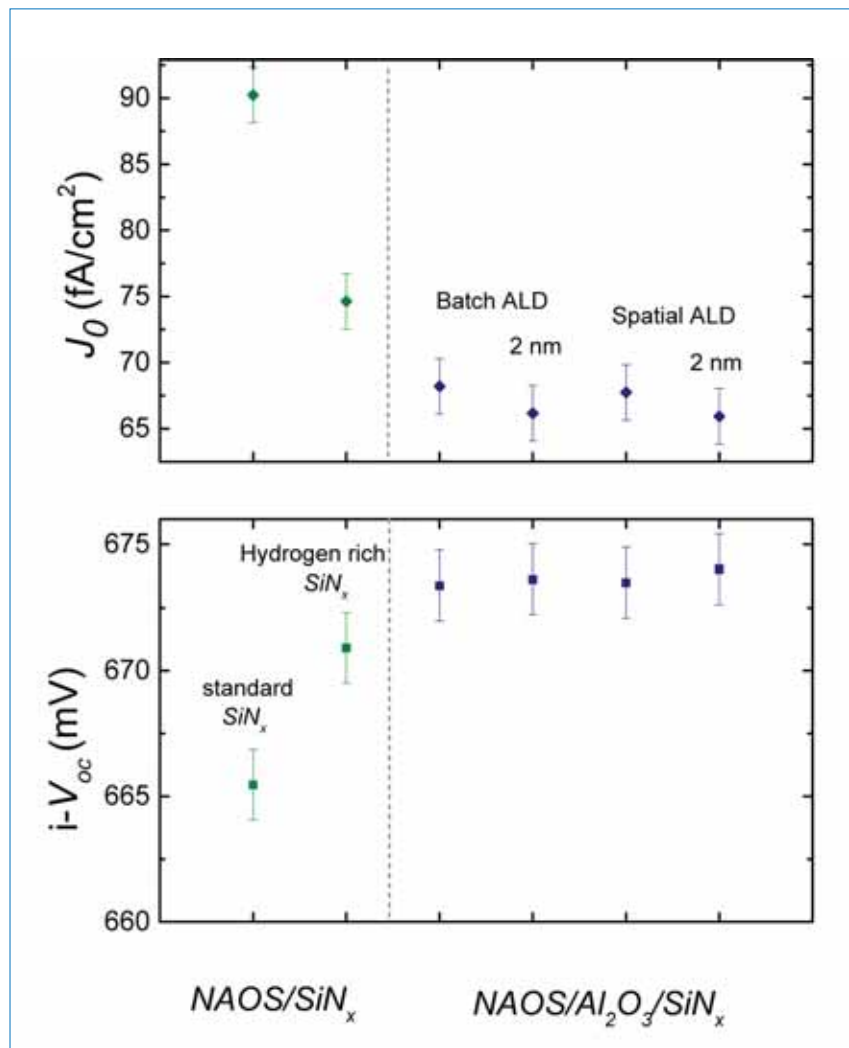 90
85
80
75
70
65
J0 (fA/cm²)
Batch ALD
2 nm
Spatial ALD
2 nm
675
670
665
660
i-Voc (mV)
Hydrogen rich
SiNx
standard
SiNx
NAOS/SiNx
NAOS/Al2O3/SiNx